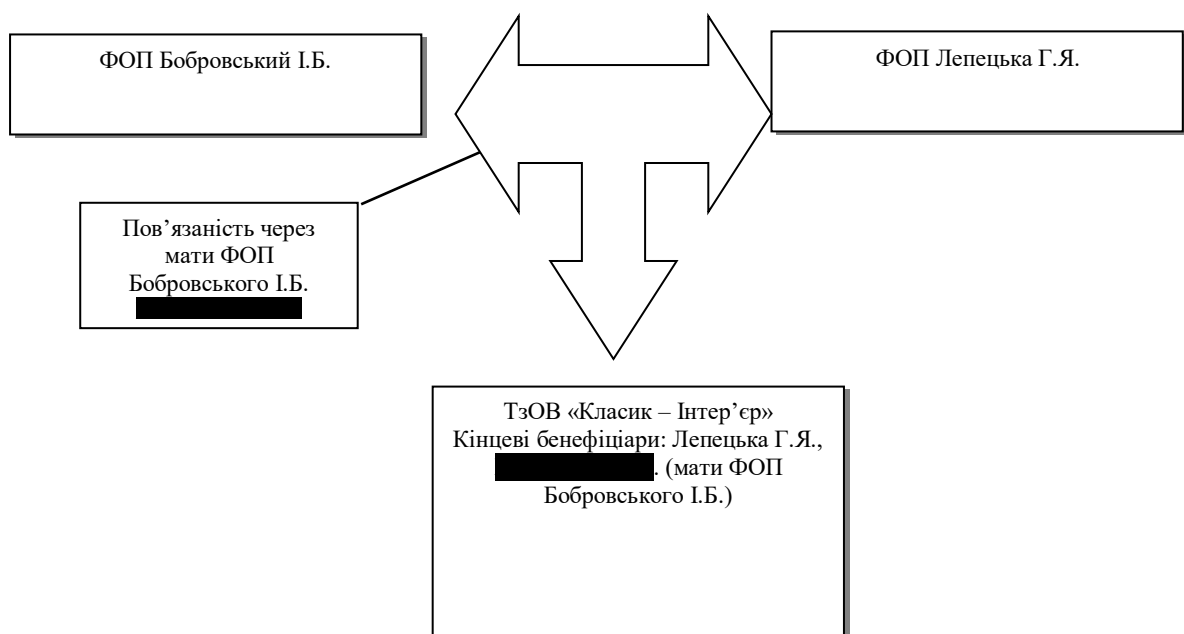 ФОП Бобровський І.Б.
ФОП Лепецька Г.Я.
Пов’язаність через
мати ФОП
Бобровського І.Б.
ТзОВ «Класик – Інтер’єр»
Кінцеві бенефіціари: Лепецька Г.Я.,
. (мати ФОП
Бобровського І.Б.)